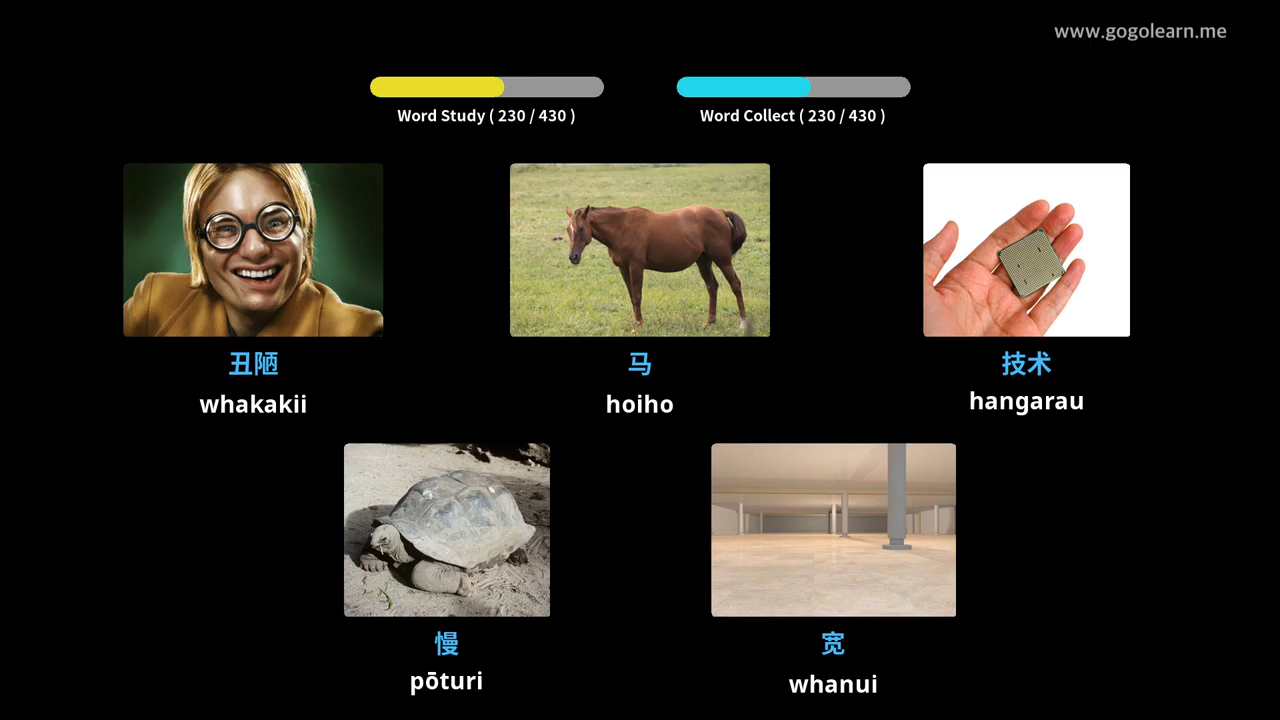 www.gogolearn.me
Word Study ( 230 / 430 )
Word Collect ( 230 / 430 )
丑陋
whakakii
马
hoiho
技术
hangarau
慢
pōturi
宽
whanui